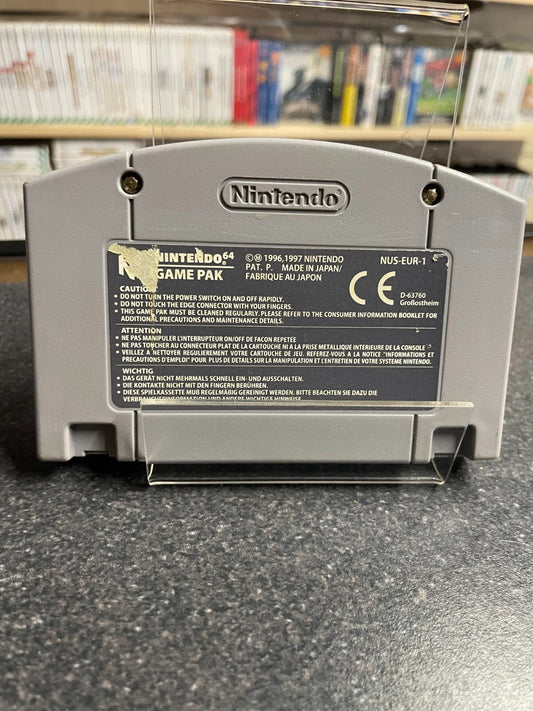 Nintendo
NINTENDO64
GAME PAK
© Ⓜ 1996,1997 NINTENDO
PAT. P. MADE IN JAPAN/
FABRIQUE AU JAPON
NUS-EUR-1
CE
D-63760
Großostheim
CAUTION
• DO NOT TURN THE POWER SWITCH ON AND OFF RAPIDLY.
• DO NOT TOUCH THE EDGE CONNECTOR WITH YOUR FINGERS.
• THIS GAME PAK MUST BE CLEANED REGULARLY. PLEASE REFER TO THE CONSUMER INFORMATION BOOKLET FOR
ADDITIONAL PRECAUTIONS AND MAINTENANCE DETAILS.
ATTENTION
• NE PAS MANIPULER L'INTERRUPTEUR ON/OFF DE FACON REPETEE
• NE PAS TOUCHER AU CONNECTEUR PLAT DE LA CARTOUCHE NI A LA PRISE METALLIQUE INTERIEURE DE LA CONSOLE
• VEILLEZ A NETTOYER REGULIEREMENT VOTRE CARTOUCHE DE JEU. REFEREZ-VOUS A LA NOTICE "INFORMATIONS ET
PRECAUTIONS D'EMPLOI" POUR PLUS DE DETAILS SUR LA MANIPULATION ET L'ENTRETIEN DE VOTRE SYSTEME NINTENDO.
WICHTIG
• DAS GERÄT NICHT MEHRMALS SCHNELL EIN- UND AUSSCHALTEN.
• DIE KONTAKTE NICHT MIT DEN FINGERN BERÜHREN.
• DIESE SPIELKASSETTE MUß REGELMÄßIG GEREINIGT WERDEN. BITTE BEACHTEN SIE DAZU DIE
VERBRAUCHERINFORMATION UND ANDERE WICHTIGE HINWEISE.